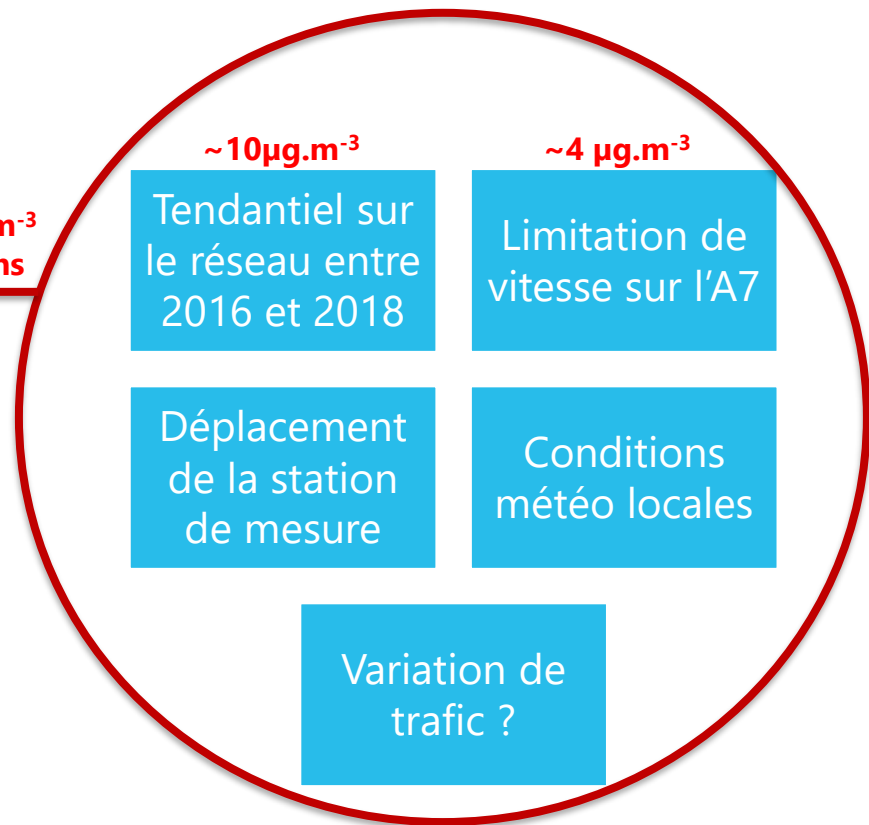 ~10µg.m-3
~4 µg.m-3
Tendantiel sur
le réseau entre
2016 et 2018
Limitation de
vitesse sur l'A7
Déplacement
de la station
de mesure
Conditions
météo locales
Variation de
trafic ?